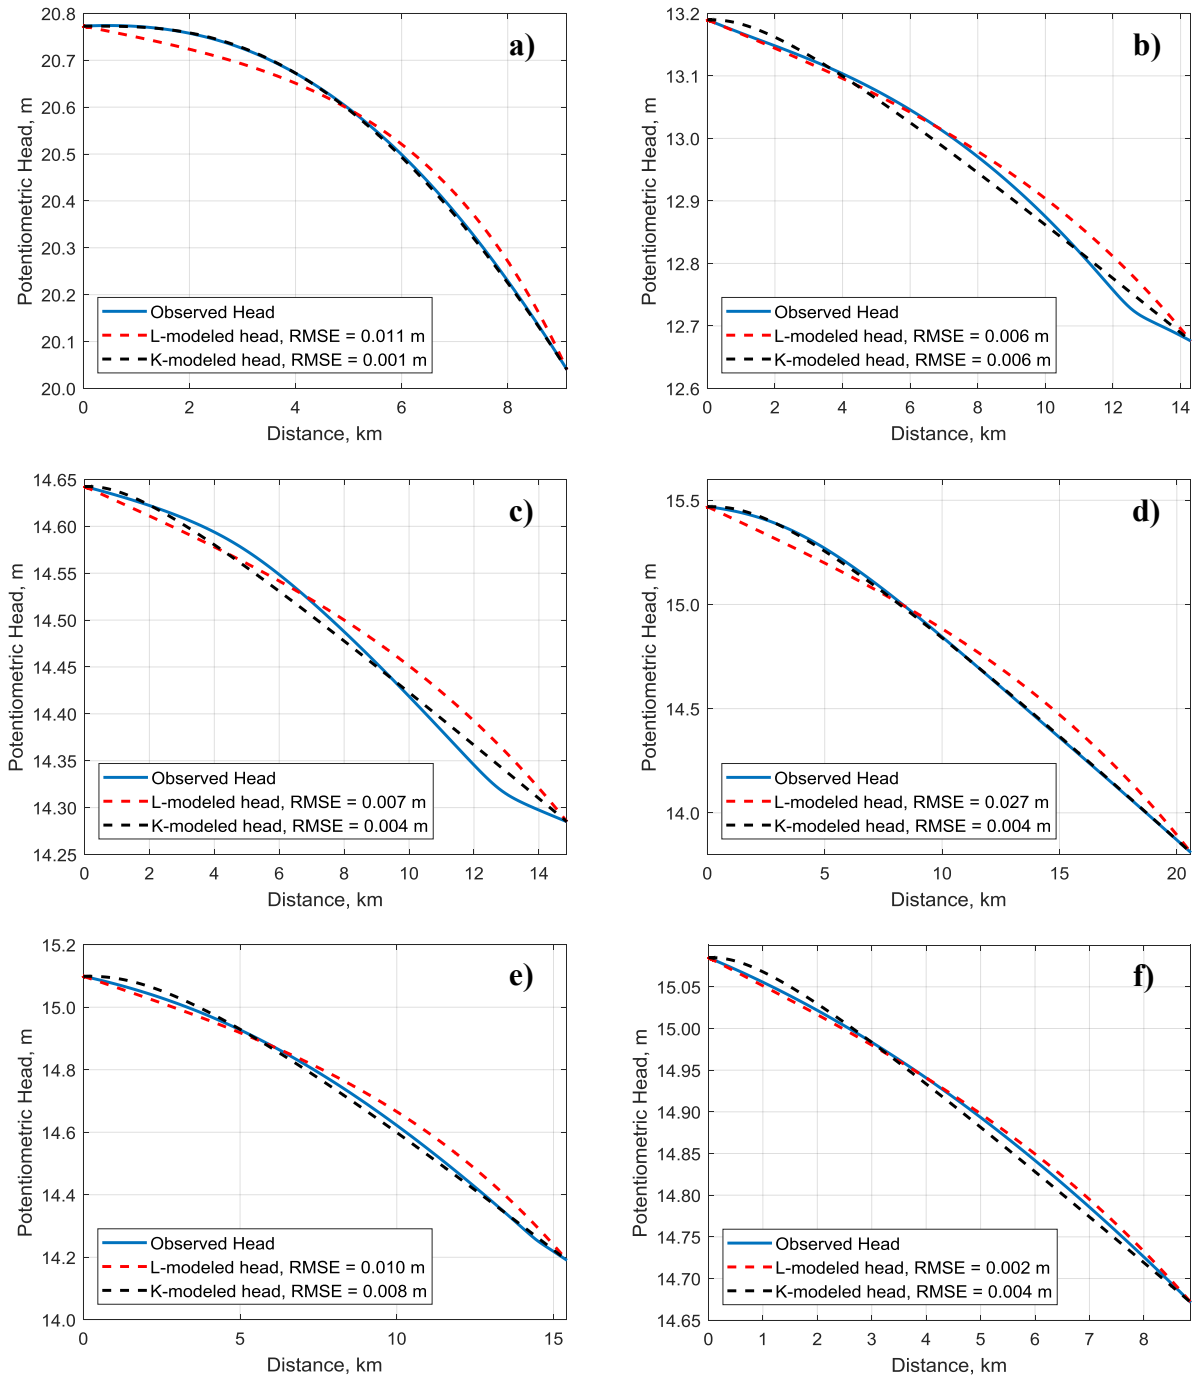 a)
Potentiometric Head, m
20.8
20.7
20.6
20.5
20.4
20.3
20.2
20.1
20.0
Observed Head
L-modeled head, RMSE = 0.011 m
K-modeled head, RMSE = 0.001 m
0 2 4 6 8
Distance, km
b)
Potentiometric Head, m
13.2
13.1
13.0
12.9
12.8
12.7
12.6
Observed Head
L-modeled head, RMSE = 0.006 m
K-modeled head, RMSE = 0.006 m
0 2 4 6 8 10 12 14
Distance, km
c)
Potentiometric Head, m
14.65
14.60
14.55
14.50
14.45
14.40
14.35
14.30
14.25
Observed Head
L-modeled head, RMSE = 0.007 m
K-modeled head, RMSE = 0.004 m
0 2 4 6 8 10 12 14
Distance, km
d)
Potentiometric Head, m
15.5
15.0
14.5
14.0
Observed Head
L-modeled head, RMSE = 0.027 m
K-modeled head, RMSE = 0.004 m
0 5 10 15 20
Distance, km
e)
Potentiometric Head, m
15.2
15.0
14.8
14.6
14.4
14.2
14.0
Observed Head
L-modeled head, RMSE = 0.010 m
K-modeled head, RMSE = 0.008 m
0 5 10 15
Distance, km
f)
Potentiometric Head, m
15.05
15.00
14.95
14.90
14.85
14.80
14.75
14.70
14.65
Observed Head
L-modeled head, RMSE = 0.002 m
K-modeled head, RMSE = 0.004 m
0 1 2 3 4 5 6 7 8
Distance, km